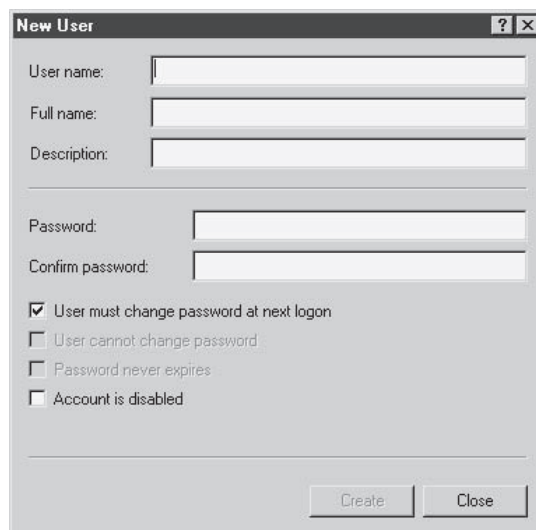 New User
User name:
Full name:
Description:
Password:
Confirm password:
User must change password at next logon
User cannot change password
Password never expires
Account is disabled
Create Close